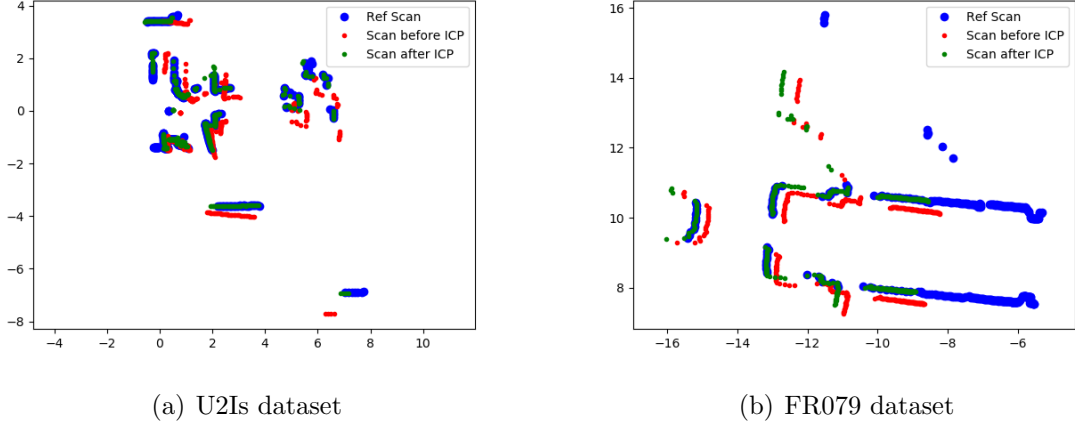 4
2
0
−2
−4
−6
−8
−4 −2 0 2 4 6 8 10
Ref Scan
Scan before ICP
Scan after ICP
(a) U2Is dataset
16
14
12
10
8
−16 −14 −12 −10 −8 −6
Ref Scan
Scan before ICP
Scan after ICP
(b) FR079 dataset